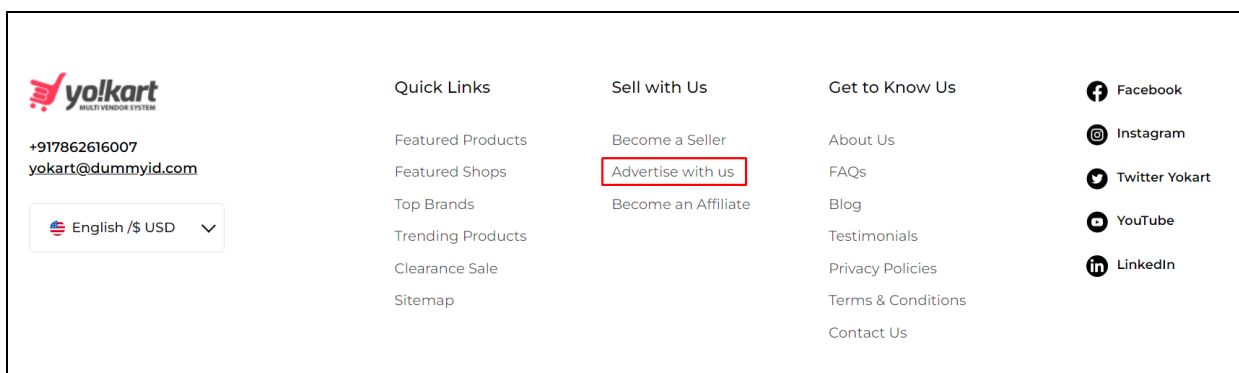 yo!kart
MULTI VENDOR SYSTEM
+917862616007
yokart@dummyid.com
English /$ USD
Quick Links
Featured Products
Featured Shops
Top Brands
Trending Products
Clearance Sale
Sitemap
Sell with Us
Become a Seller
Advertise with us
Become an Affiliate
Get to Know Us
About Us
FAQs
Blog
Testimonials
Privacy Policies
Terms & Conditions
Contact Us
Facebook
Instagram
Twitter Yokart
YouTube
LinkedIn